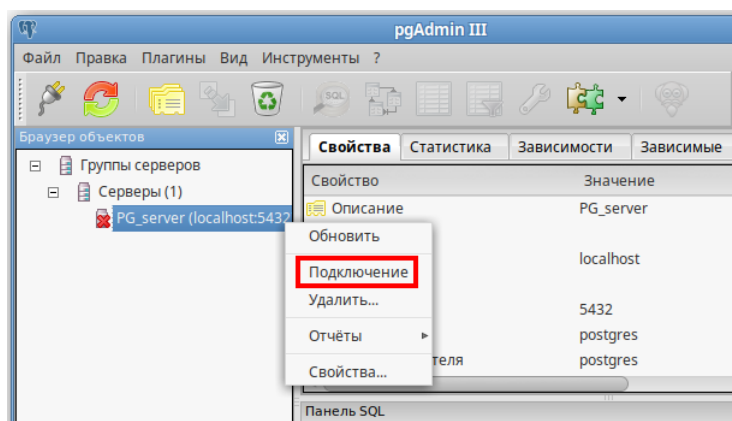 pgAdmin III
Файл Правка Плагины Вид Инструменты ?
SQL
Браузер объектов
Группы серверов
Серверы (1)
PG_server (localhost:5432
Обновить
Подключение
Удалить...
Отчёты
Свойства...
Свойства Статистика Зависимости Зависимые
Свойство Значение
Описание PG_server
localhost
5432
postgres
теля postgres
Панель SQL